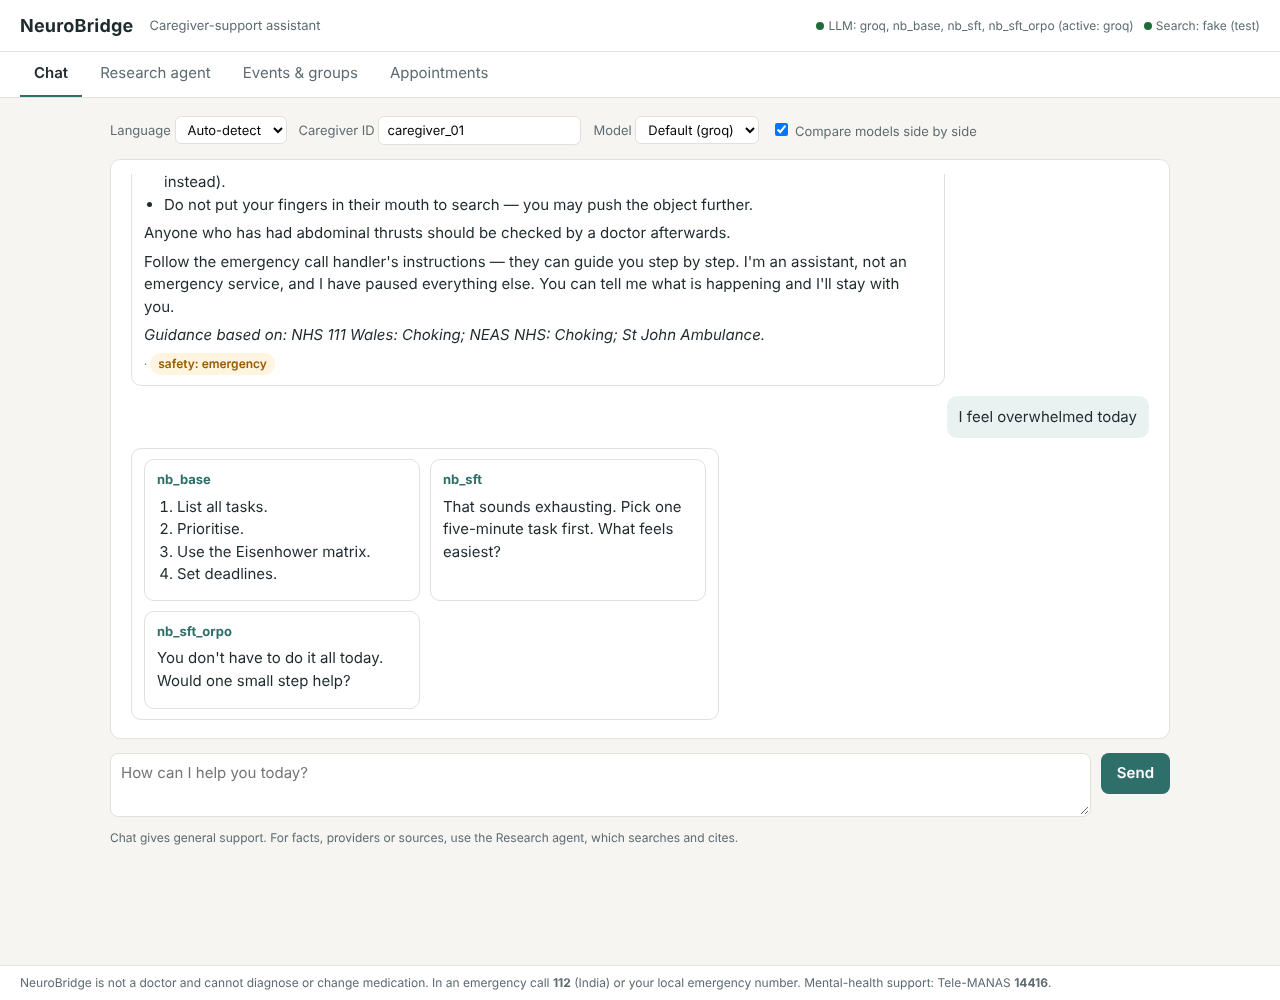 NeuroBridge Caregiver-support assistant LLM: groq, nb_base, nb_sft, nb_sft_orpo (active: groq) Search: fake (test)
Chat Research agent Events & groups Appointments
Language Auto-detect Caregiver ID caregiver_01 Model Default (groq) Compare models side by side
instead).
• Do not put your fingers in their mouth to search — you may push the object further.
Anyone who has had abdominal thrusts should be checked by a doctor afterwards.
Follow the emergency call handler's instructions — they can guide you step by step. I'm an assistant, not an
emergency service, and I have paused everything else. You can tell me what is happening and I'll stay with
you.
Guidance based on: NHS 111 Wales: Choking; NEAS NHS: Choking; St John Ambulance.
· safety: emergency
I feel overwhelmed today
nb_base
1. List all tasks.
2. Prioritise.
3. Use the Eisenhower matrix.
4. Set deadlines.
nb_sft
That sounds exhausting. Pick one
five-minute task first. What feels
easiest?
nb_sft_orpo
You don't have to do it all today.
Would one small step help?
How can I help you today?
Send
Chat gives general support. For facts, providers or sources, use the Research agent, which searches and cites.
NeuroBridge is not a doctor and cannot diagnose or change medication. In an emergency call 112 (India) or your local emergency number. Mental-health support: Tele-MANAS 14416.